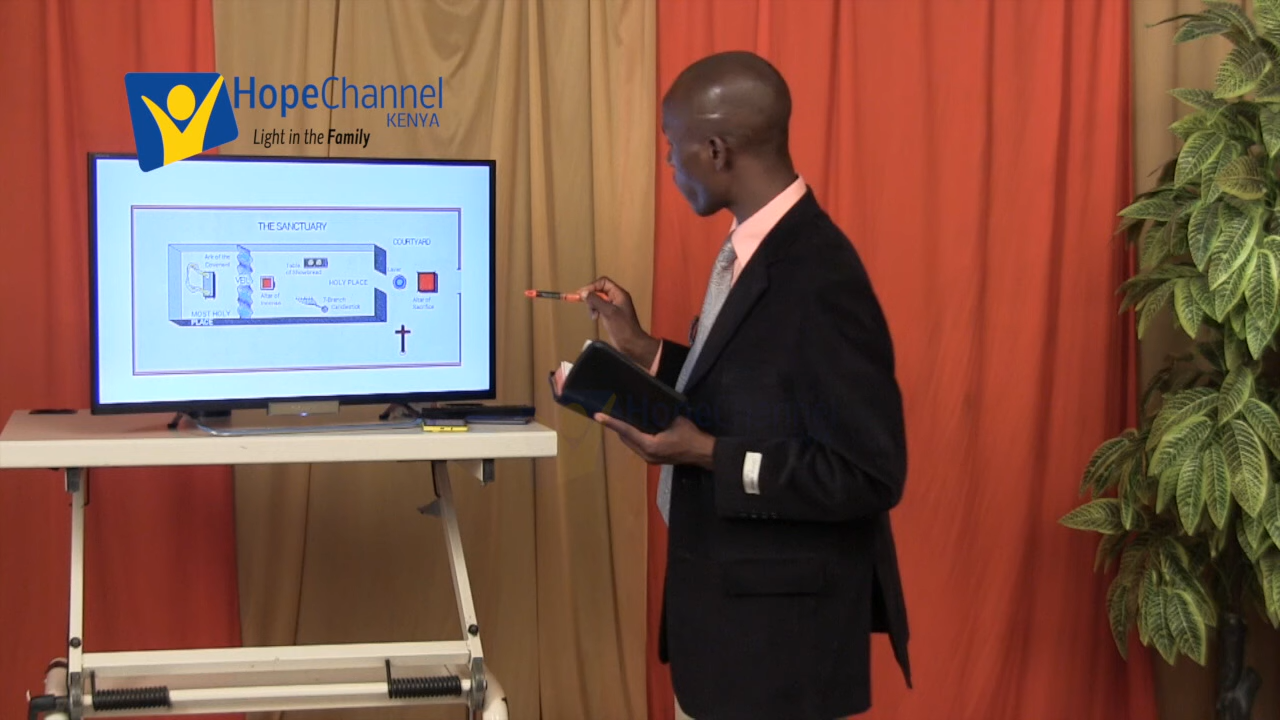 HopeChannel
KENYA
Light in the Family
THE SANCTUARY
COURTYARD
Ark of the
Covenant
VEIL
Table
of Showbread
HOLY PLACE
Laver
Altar of
Incense
7-Branch
Candlestick
Altar of
Sacrifice
MOST HOLY
PLACE
HopeChannel